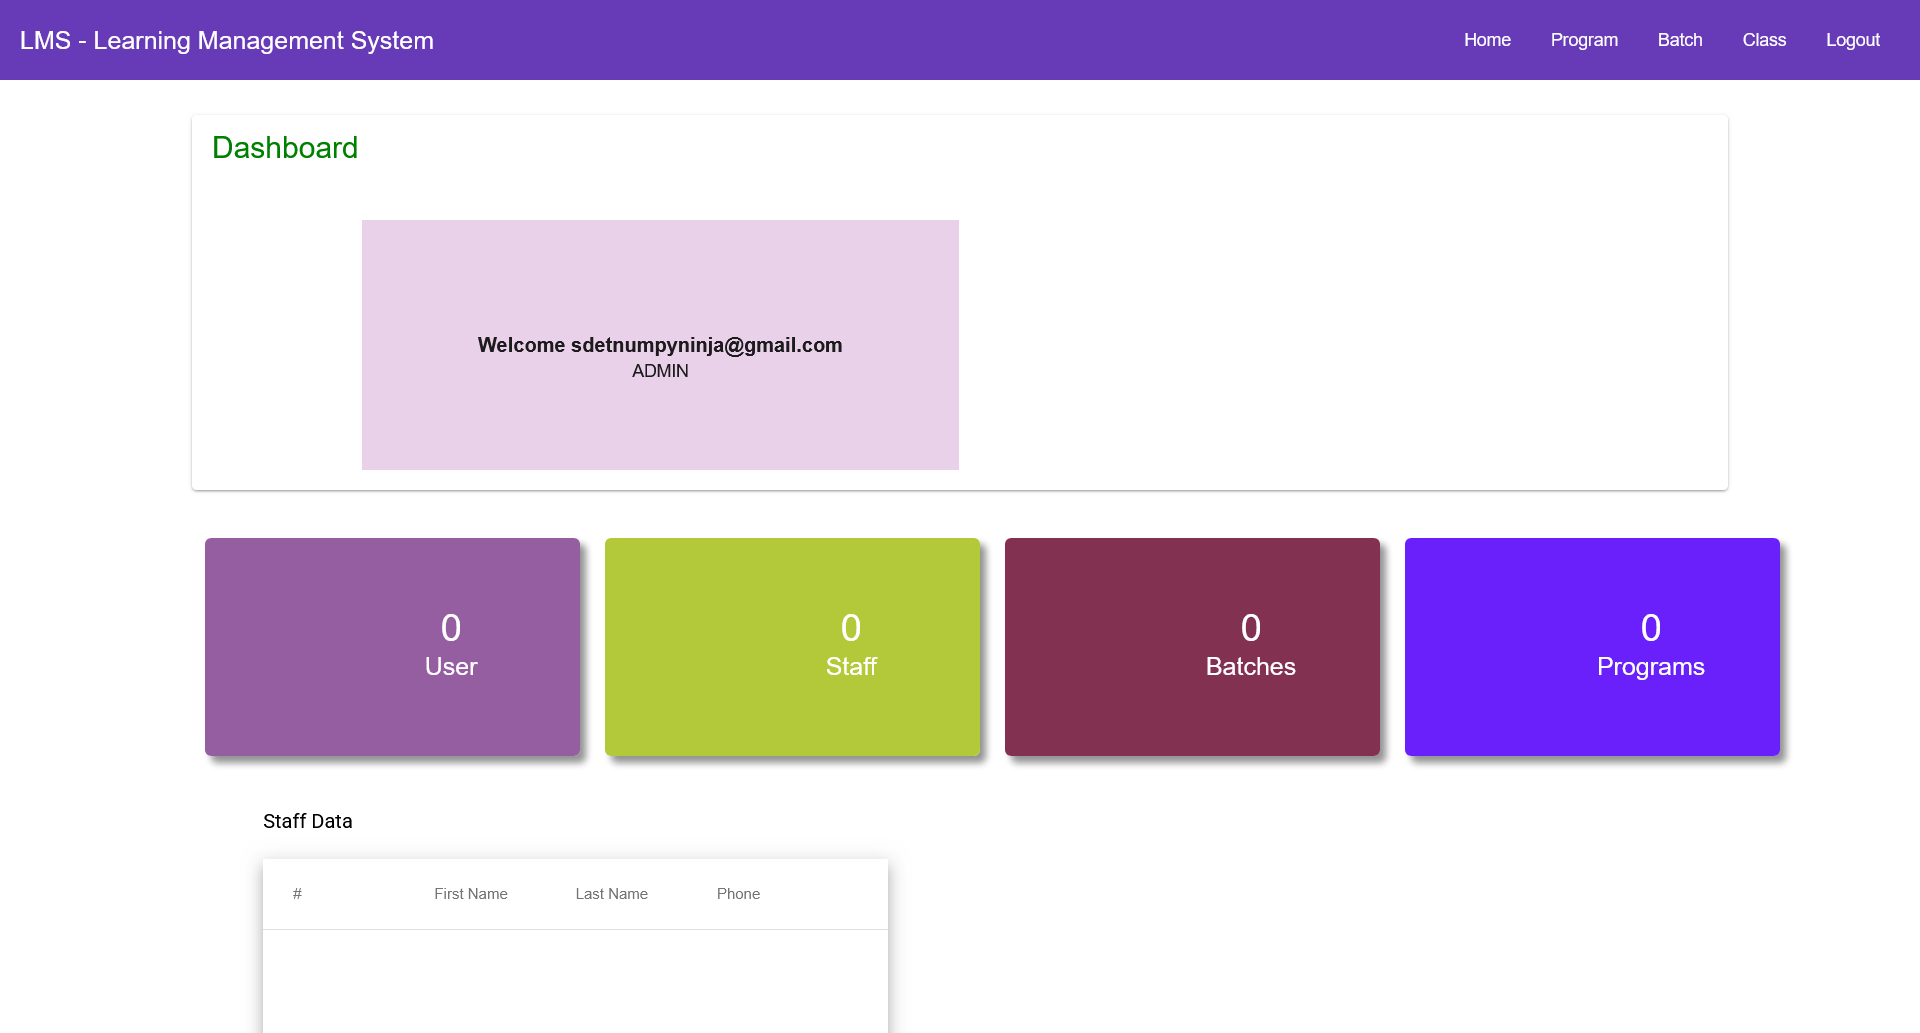 LMS - Learning Management System
Home Program Batch Class Logout
Dashboard
Welcome sdetnumpyninja@gmail.com
ADMIN
0
User
0
Staff
0
Batches
0
Programs
Staff Data
# First Name Last Name Phone